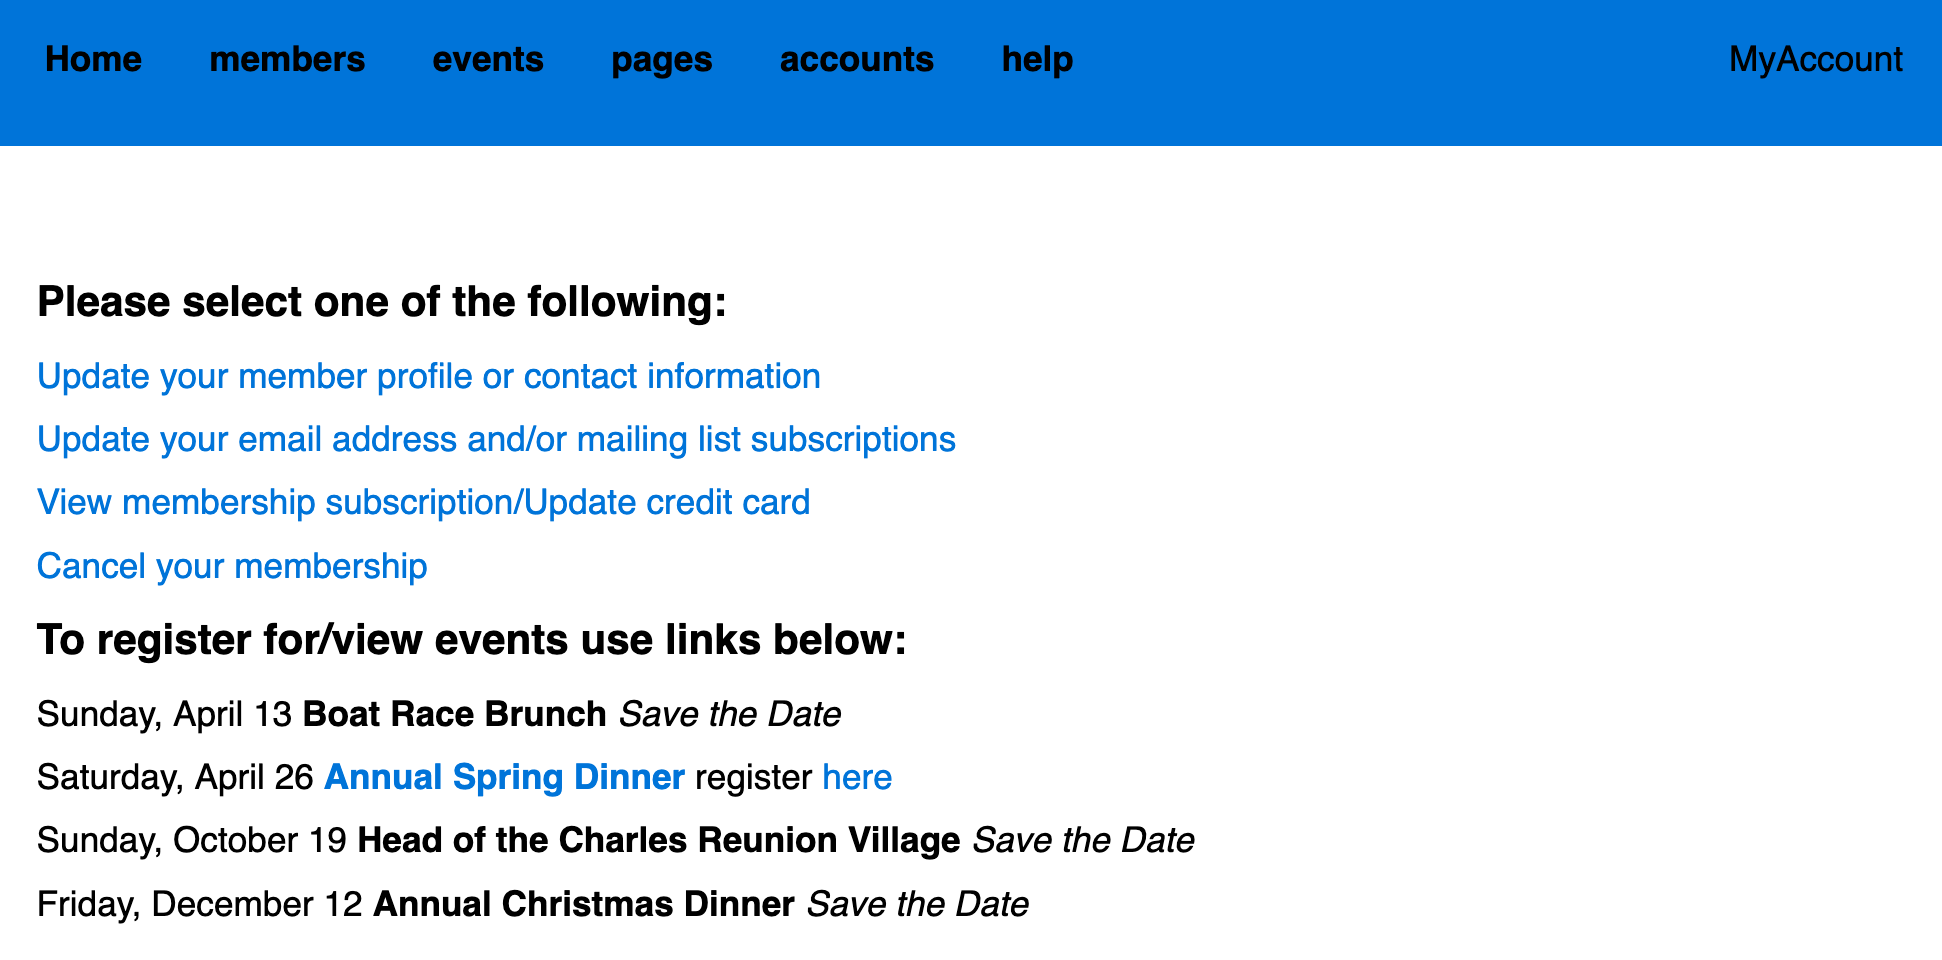 Home members events pages accounts help MyAccount
Please select one of the following:
Update your member profile or contact information
Update your email address and/or mailing list subscriptions
View membership subscription/Update credit card
Cancel your membership
To register for/view events use links below:
Sunday, April 13 Boat Race Brunch Save the Date
Saturday, April 26 Annual Spring Dinner register here
Sunday, October 19 Head of the Charles Reunion Village Save the Date
Friday, December 12 Annual Christmas Dinner Save the Date